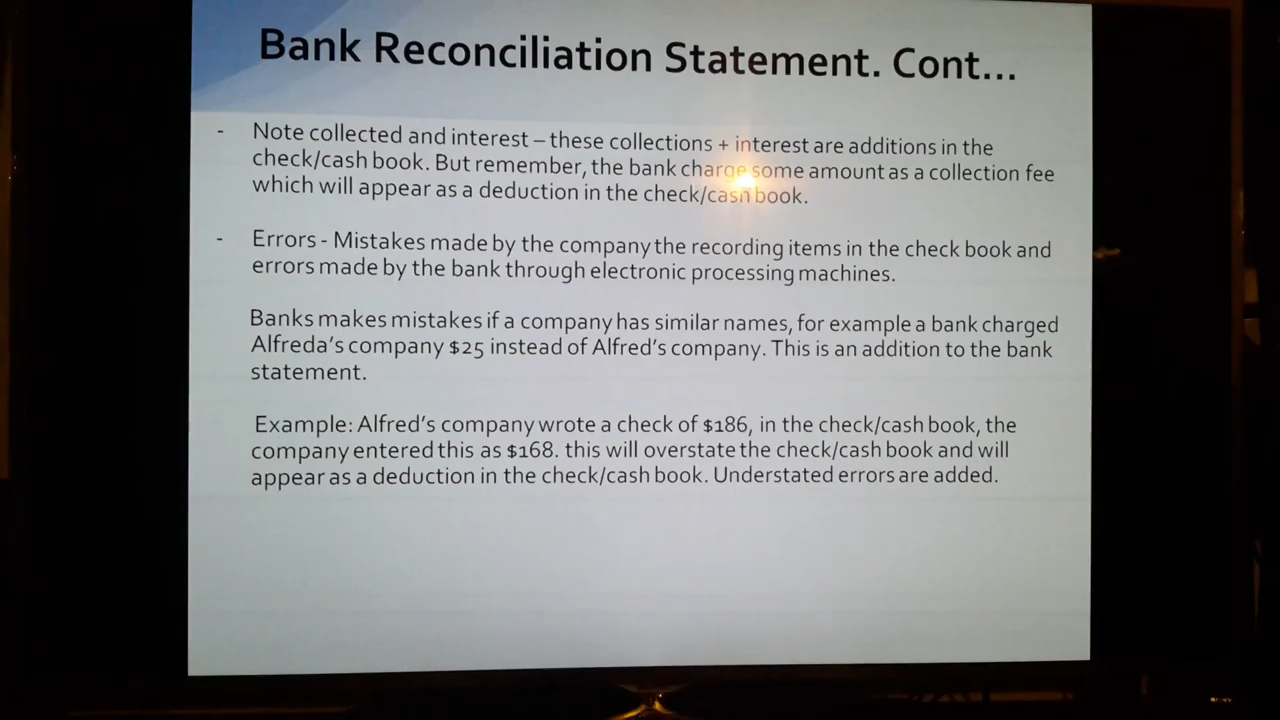 Bank Reconciliation Statement. Cont...
- Note collected and interest – these collections + interest are additions in the
check/cash book. But remember, the bank charge some amount as a collection fee
which will appear as a deduction in the check/cash book.
- Errors - Mistakes made by the company the recording items in the check book and
errors made by the bank through electronic processing machines.
Banks makes mistakes if a company has similar names, for example a bank charged
Alfreda's company $25 instead of Alfred's company. This is an addition to the bank
statement.
Example: Alfred's company wrote a check of $186, in the check/cash book, the
company entered this as $168. this will overstate the check/cash book and will
appear as a deduction in the check/cash book. Understated errors are added.
SONY